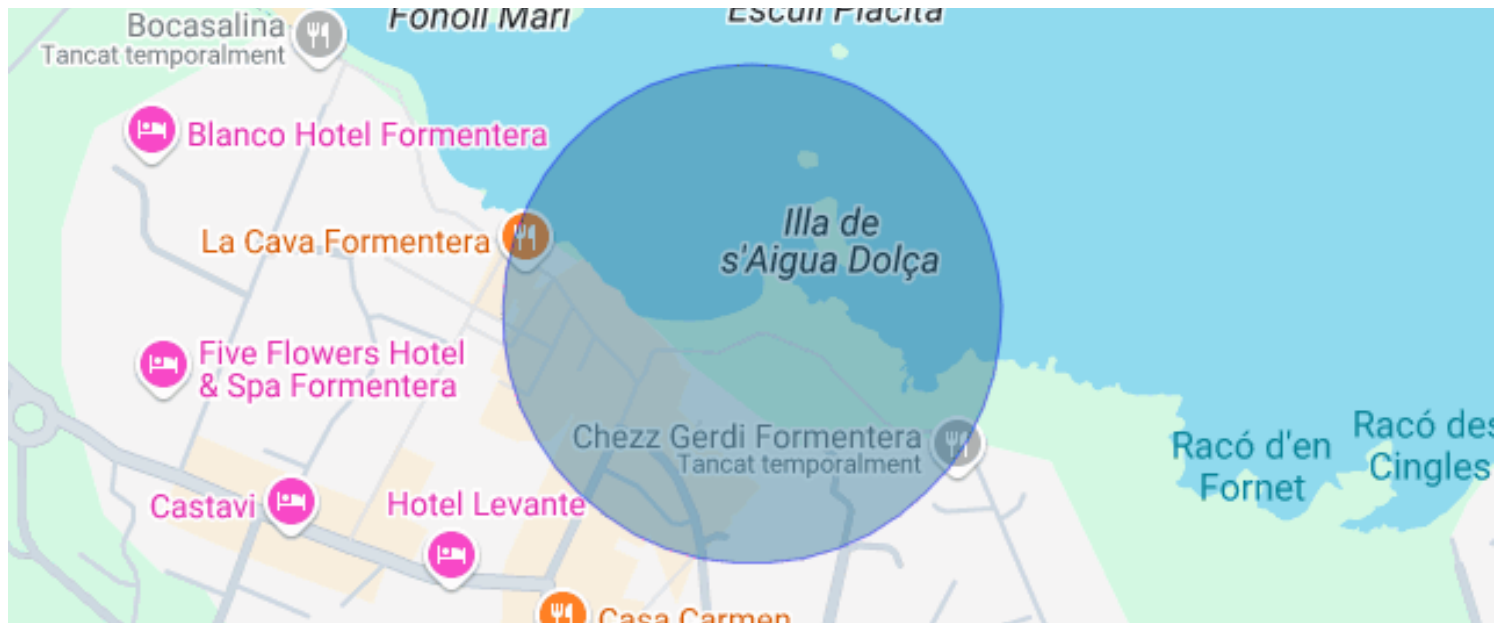 Fonoll Marí
Escull Placita
Bocasalina
Tancat temporalment
Blanco Hotel Formentera
La Cava Formentera
Illa de
s'Aigua Dolça
Five Flowers Hotel
& Spa Formentera
Chezz Gerdi Formentera
Tancat temporalment
Racó d'en
Fornet
Racó des
Cingles
Castavi
Hotel Levante
Casa Carmen